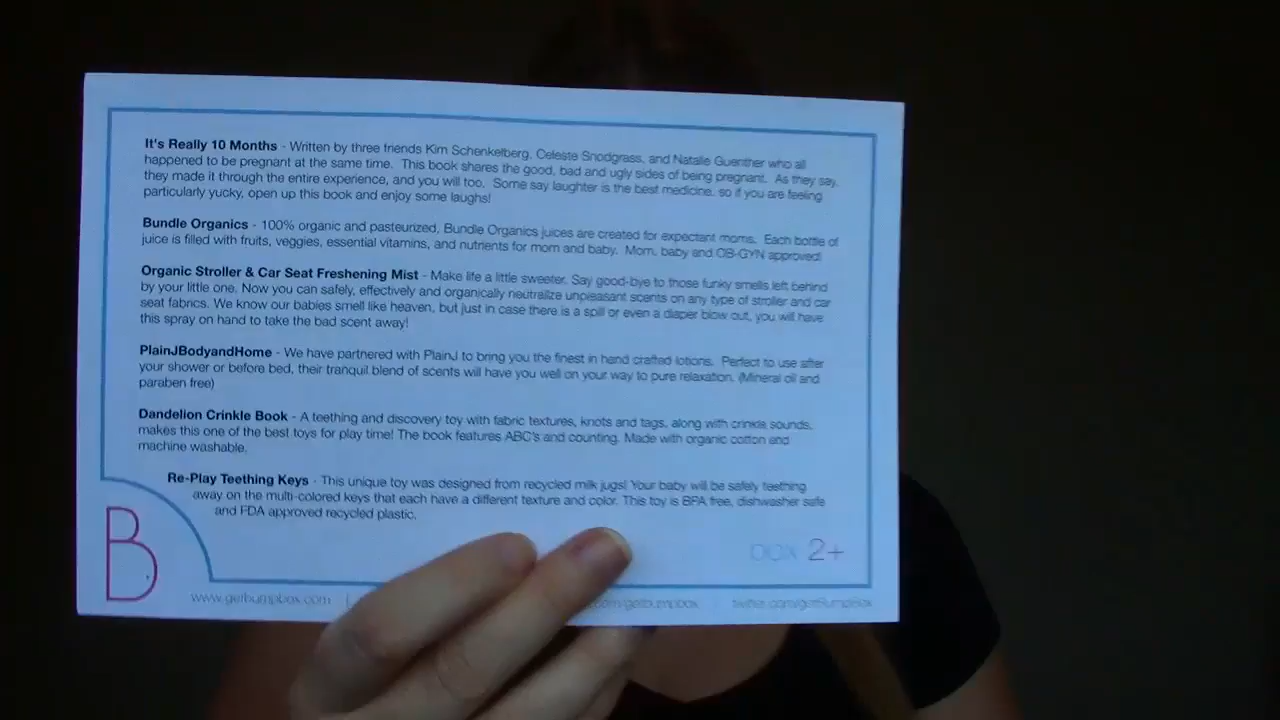 It's Really 10 Months - Written by three friends Kim Schenkelberg, Celeste Snodgrass, and Natalie Guenther who all
happened to be pregnant at the same time. This book shares the good, bad and ugly sides of being pregnant. As they say,
they made it through the entire experience, and you will too. Some say laughter is the best medicine, so if you are feeling
particularly yucky, open up this book and enjoy some laughs!
Bundle Organics - 100% organic and pasteurized, Bundle Organics juices are created for expectant moms. Each bottle of
juice is filled with fruits, veggies, essential vitamins, and nutrients for mom and baby. Mom, baby and OB-GYN approved!
Organic Stroller & Car Seat Freshening Mist - Make life a little sweeter. Say good-bye to those funky smells left behind
by your little one. Now you can safely, effectively and organically neutralize unpleasant scents on any type of stroller and car
seat fabrics. We know our babies smell like heaven, but just in case there is a spill or even a diaper blow out, you will have
this spray on hand to take the bad scent away!
PlainJBodyandHome - We have partnered with PlainJ to bring you the finest in hand crafted lotions. Perfect to use after
your shower or before bed, their tranquil blend of scents will have you well on your way to pure relaxation. (Mineral oil and
paraben free)
Dandelion Crinkle Book - A teething and discovery toy with fabric textures, knots and tags, along with crinkle sounds,
makes this one of the best toys for play time! The book features ABC's and counting. Made with organic cotton and
machine washable.
Re-Play Teething Keys - This unique toy was designed from recycled milk jugs! Your baby will be safely teething
away on the multi-colored keys that each have a different texture and color. This toy is BPA free, dishwasher safe
and FDA approved recycled plastic.
B
box 2+
www.getbumpbox.com | .com/getbumpbox | twitter.com/getBumpBox